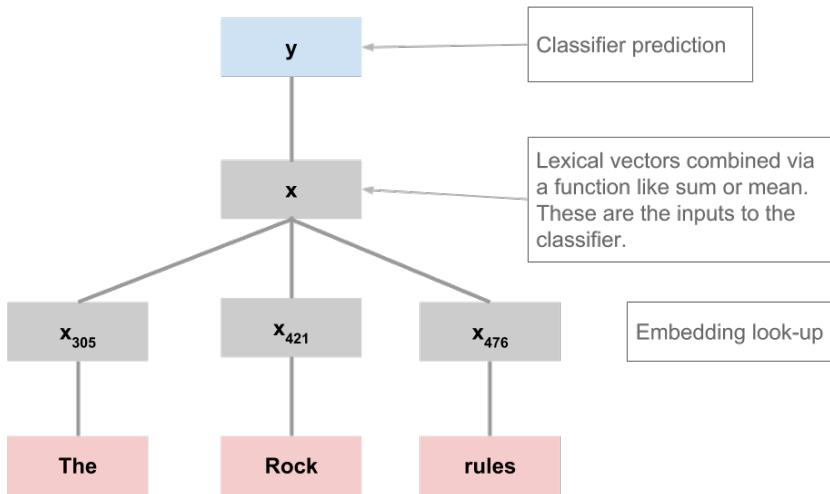 y
Classifier prediction
x
Lexical vectors combined via
a function like sum or mean.
These are the inputs to the
classifier.
x305
x421
x476
Embedding look-up
The
Rock
rules